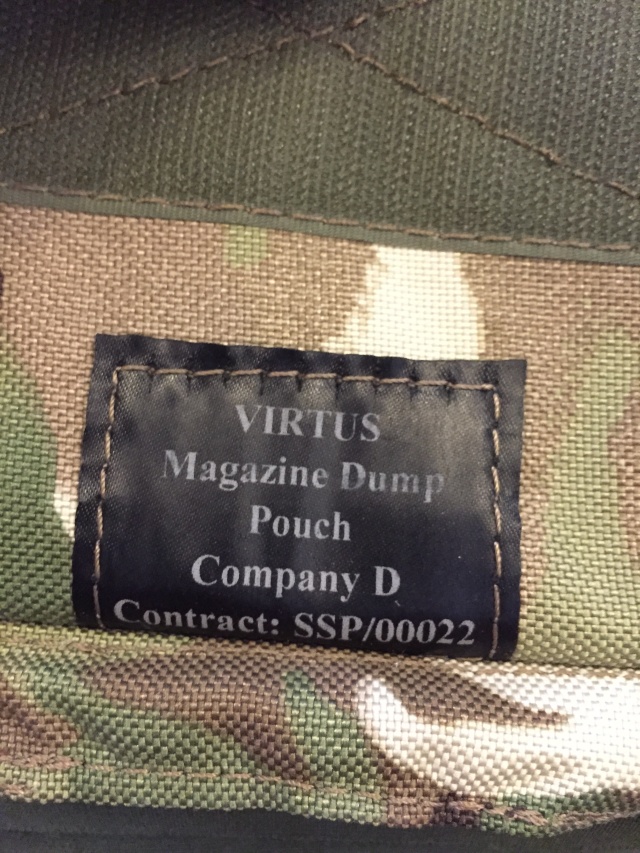 VIRTUS
Magazine Dump
Pouch
Company D
Contract: SSP/00022